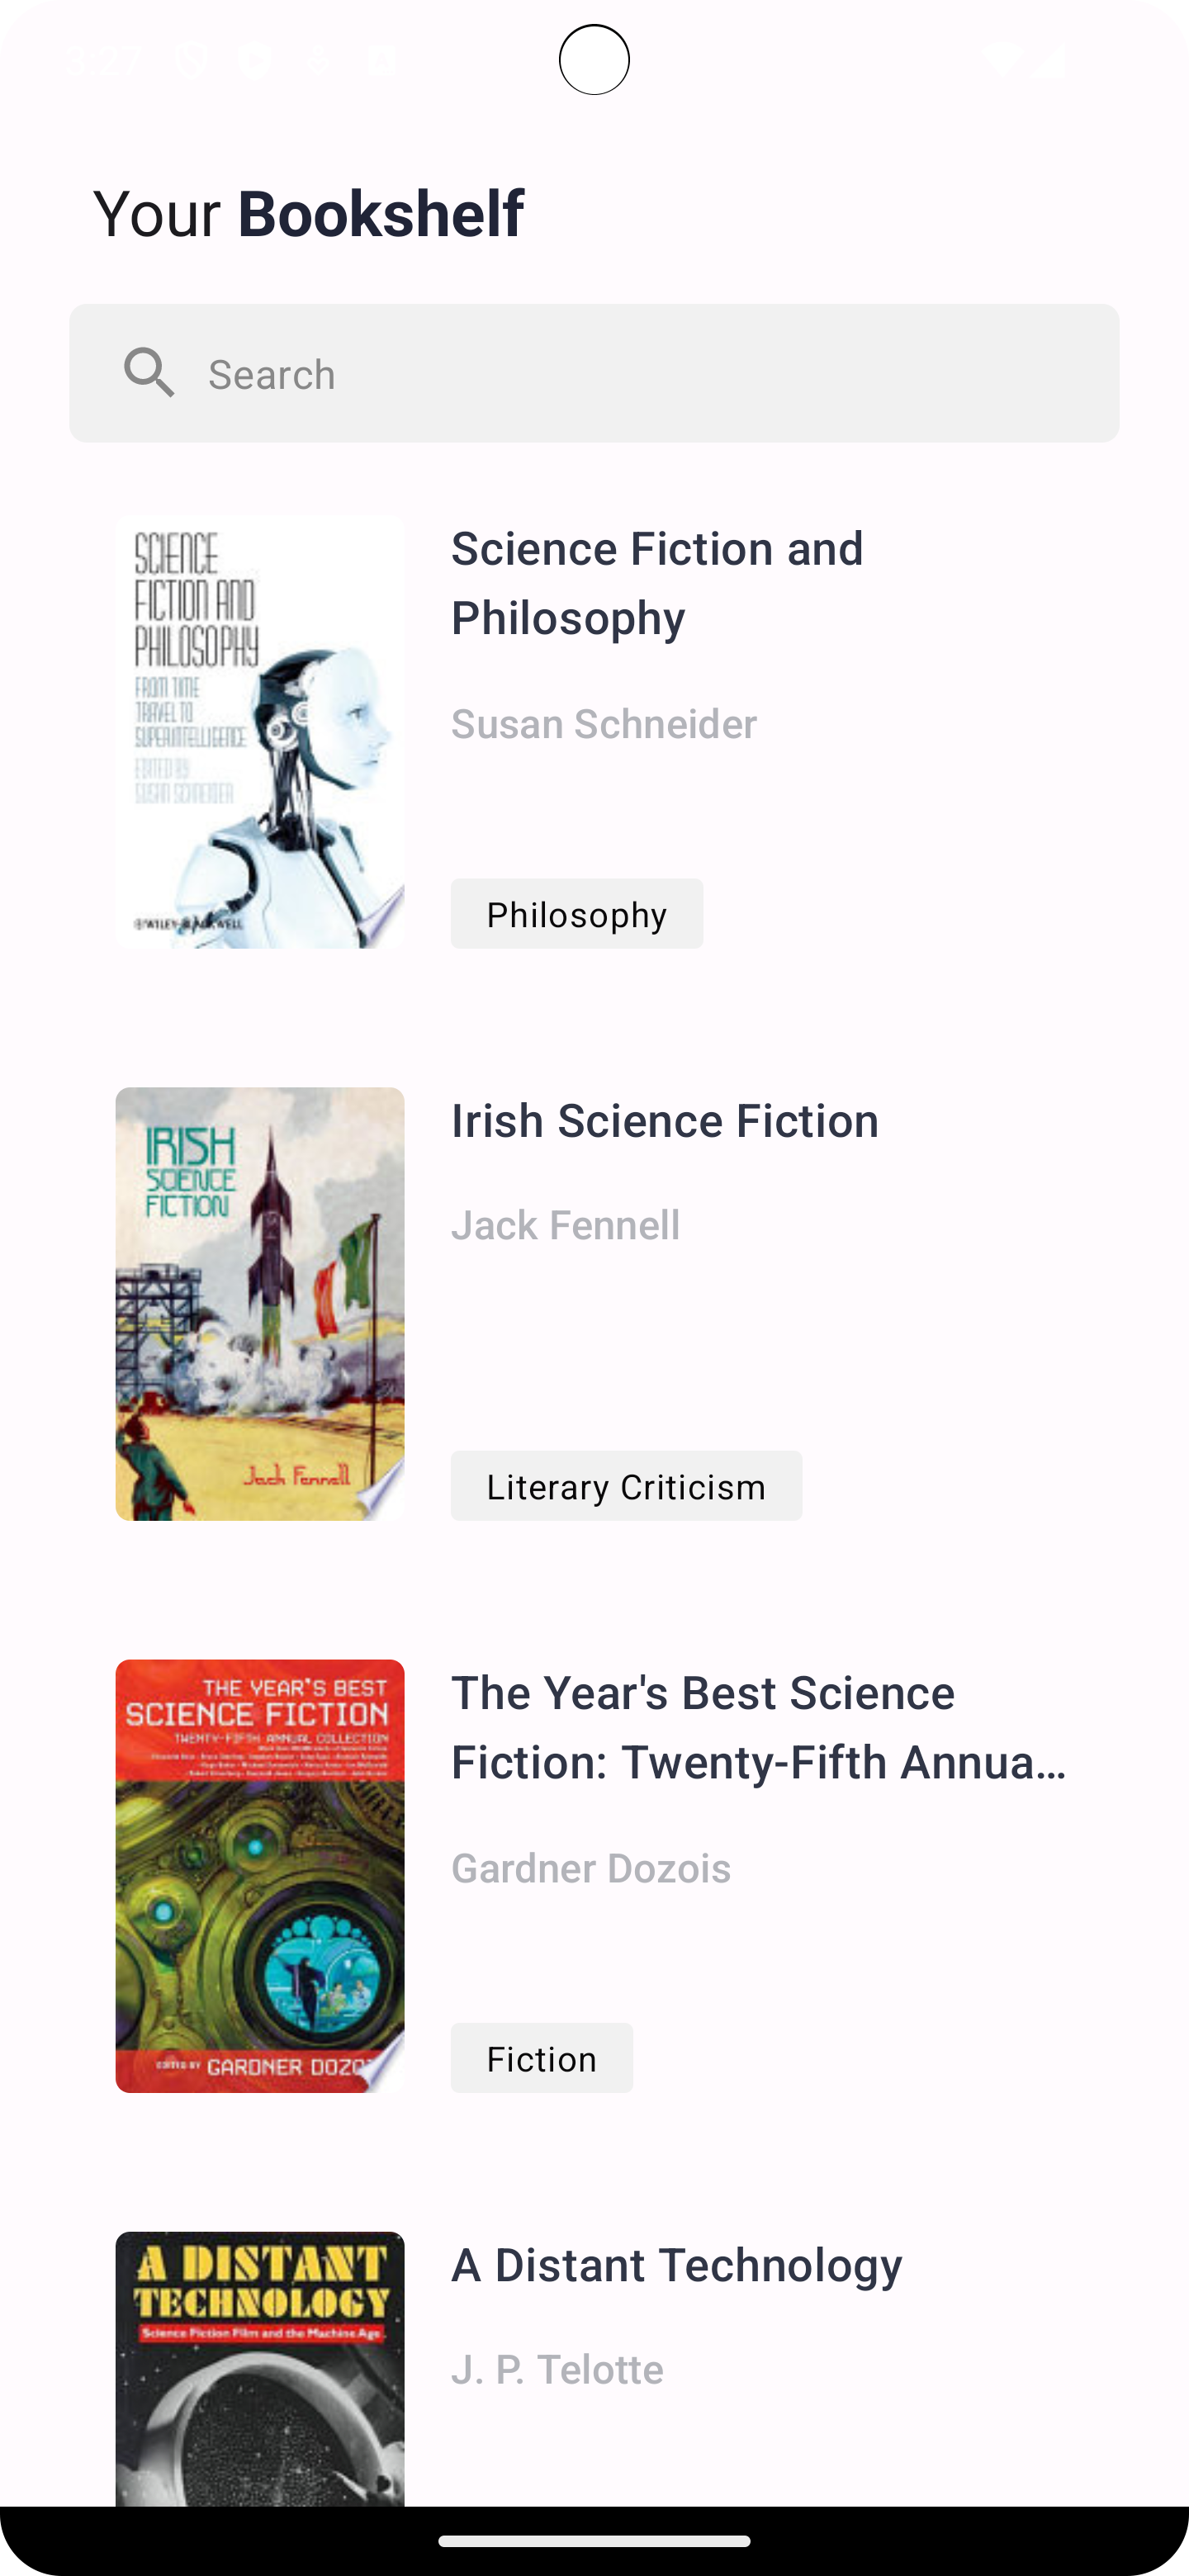 Your Bookshelf
Search
SCIENCE
FICTION AND
PHILOSOPHY
FROM TIME
TRAVEL TO
SUPERINTELLIGENCE
EDITED BY
SUSAN SCHNEIDER
WILEY-BLACKWELL
Science Fiction and
Philosophy
Susan Schneider
Philosophy
IRISH
SCIENCE
FICTION
Jack Fennell
Irish Science Fiction
Jack Fennell
Literary Criticism
THE YEAR'S BEST
SCIENCE FICTION
TWENTY-FIFTH ANNUAL COLLECTION
EDITED BY GARDNER DOZO
The Year's Best Science
Fiction: Twenty-Fifth Annua...
Gardner Dozois
Fiction
A DISTANT
TECHNOLOGY
Science Fiction Film and the Machine Age
A Distant Technology
J. P. Telotte